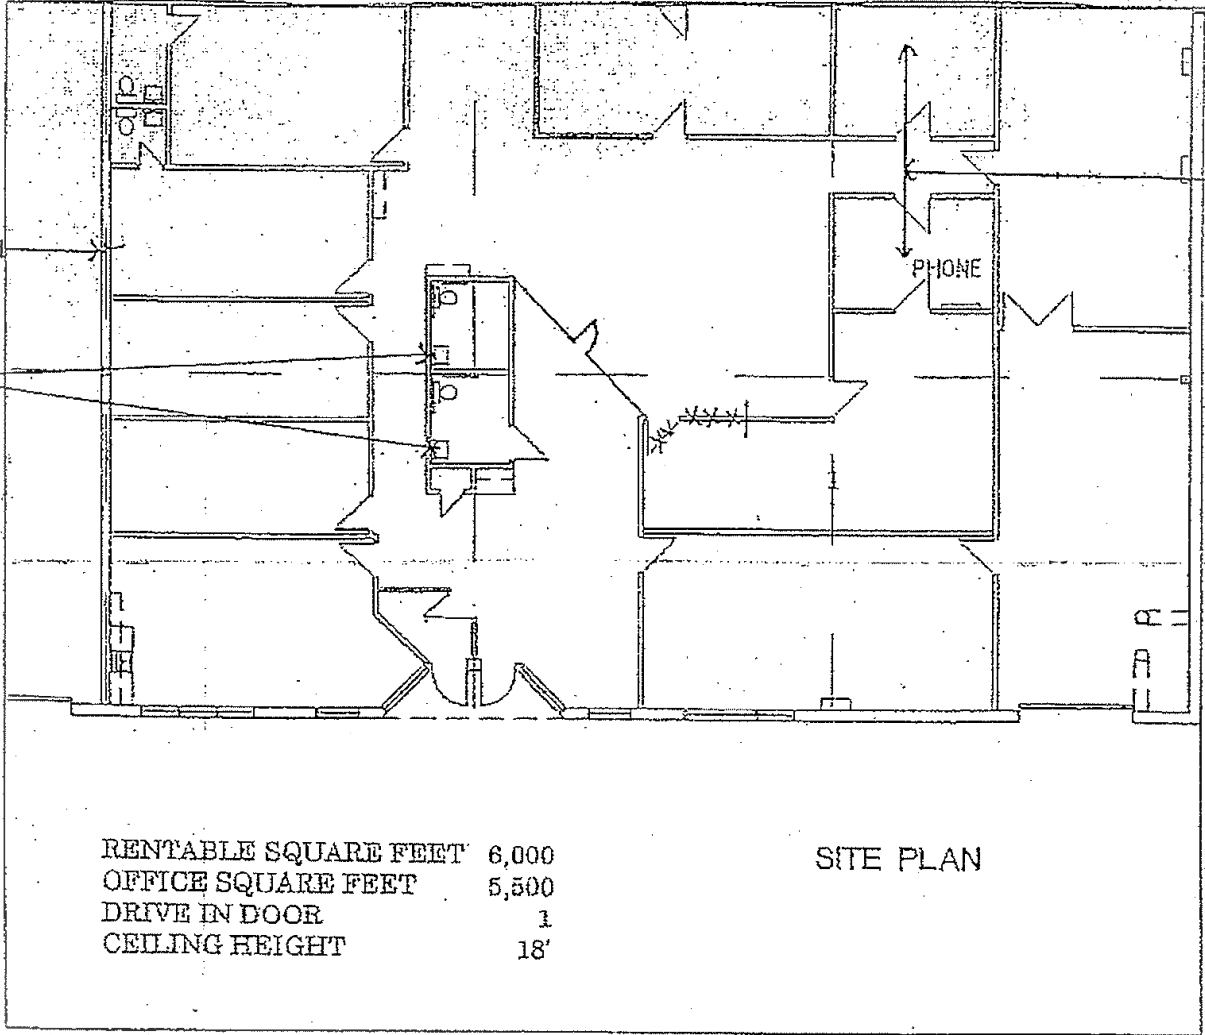 PHONE
RENTABLE SQUARE FEET 6,000
OFFICE SQUARE FEET 5,500
DRIVE IN DOOR 1
CEILING HEIGHT 18'
SITE PLAN